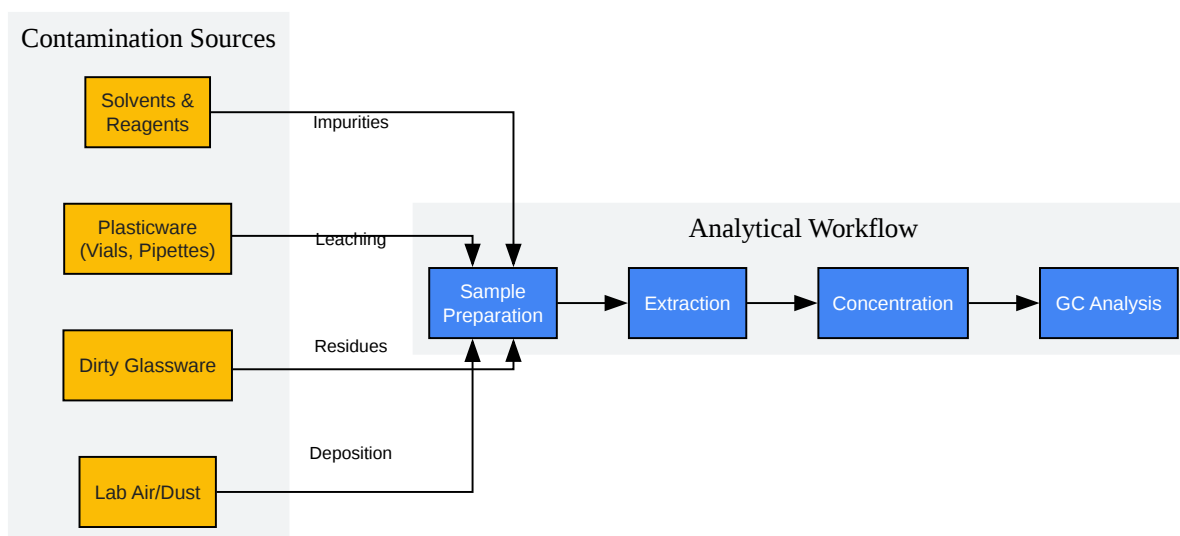 Contamination Sources
Solvents &
Reagents
Impurities
Plasticware
(Vials, Pipettes)
Leaching
Analytical Workflow
Sample
Preparation
Extraction
Concentration
GC Analysis
Dirty Glassware
Residues
Deposition
Lab Air/Dust